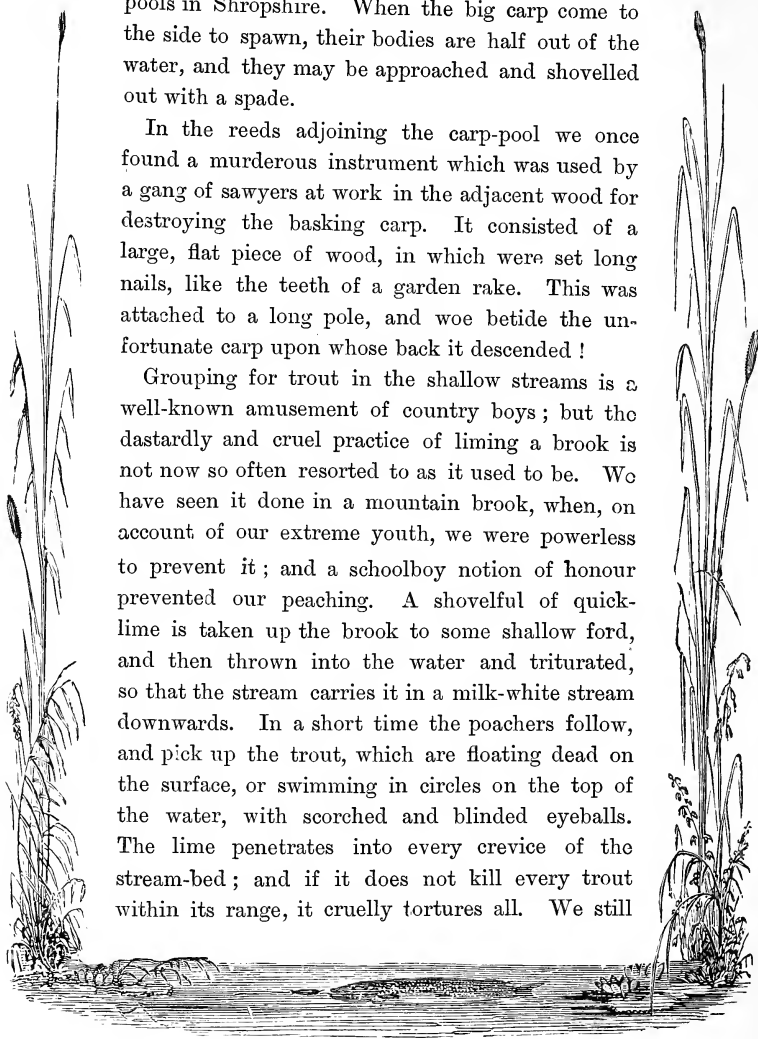 pools in Shropshire. When the big carp come to
the side to spawn, their bodies are half out of the
water, and they may be approached and shovelled
out with a spade.
In the reeds adjoining the carp-pool we once
found a murderous instrument which was used by
a gang of sawyers at work in the adjacent wood for
destroying the basking carp. It consisted of a
large, flat piece of wood, in which were set long
nails, like the teeth of a garden rake. This was
attached to a long pole, and woe betide the un-
fortunate carp upon whose back it descended !
Grouping for trout in the shallow streams is a
well-known amusement of country boys ; but the
dastardly and cruel practice of liming a brook is
not now so often resorted to as it used to be. We
have seen it done in a mountain brook, when, on
account of our extreme youth, we were powerless
to prevent it ; and a schoolboy notion of honour
prevented our peaching. A shovelful of quick-
lime is taken up the brook to some shallow ford,
and then thrown into the water and triturated,
so that the stream carries it in a milk-white stream
downwards. In a short time the poachers follow,
and pick up the trout, which are floating dead on
the surface, or swimming in circles on the top of
the water, with scorched and blinded eyeballs.
The lime penetrates into every crevice of the
stream-bed ; and if it does not kill every trout
within its range, it cruelly tortures all. We still